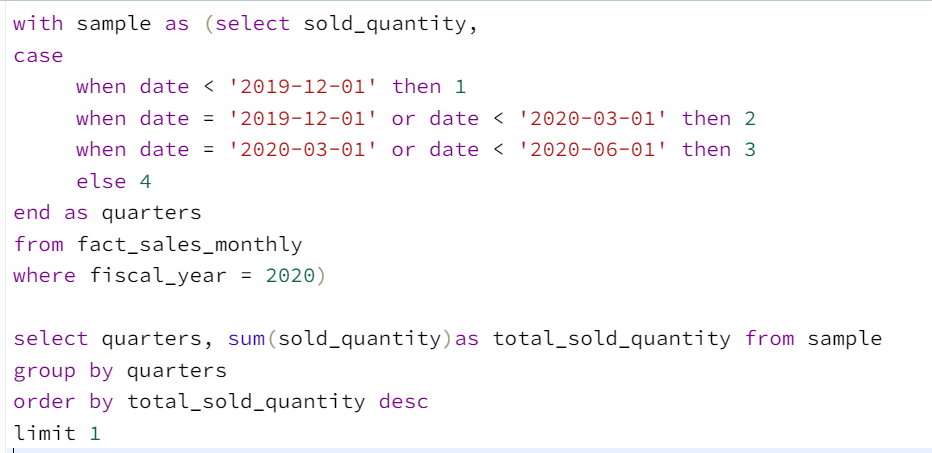 with sample as (select sold_quantity,
case
when date < '2019-12-01' then 1
when date = '2019-12-01' or date < '2020-03-01' then 2
when date = '2020-03-01' or date < '2020-06-01' then 3
else 4
end as quarters
from fact_sales_monthly
where fiscal_year = 2020)
select quarters, sum(sold_quantity)as total_sold_quantity from sample
group by quarters
order by total_sold_quantity desc
limit 1